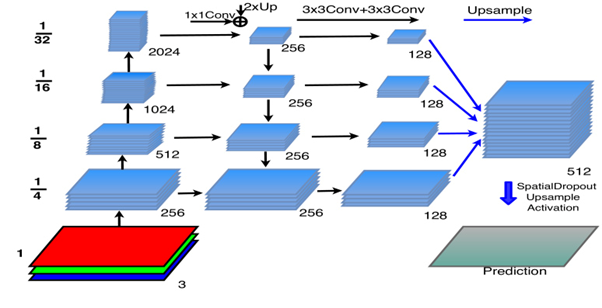 1x1Conv
2xUp
3x3Conv+3x3Conv
Upsample
1/32
2024
256
128
1/16
1024
256
128
1/8
512
256
128
512
1/4
256
256
128
SpatialDropout
Upsample
Activation
1
3
Prediction